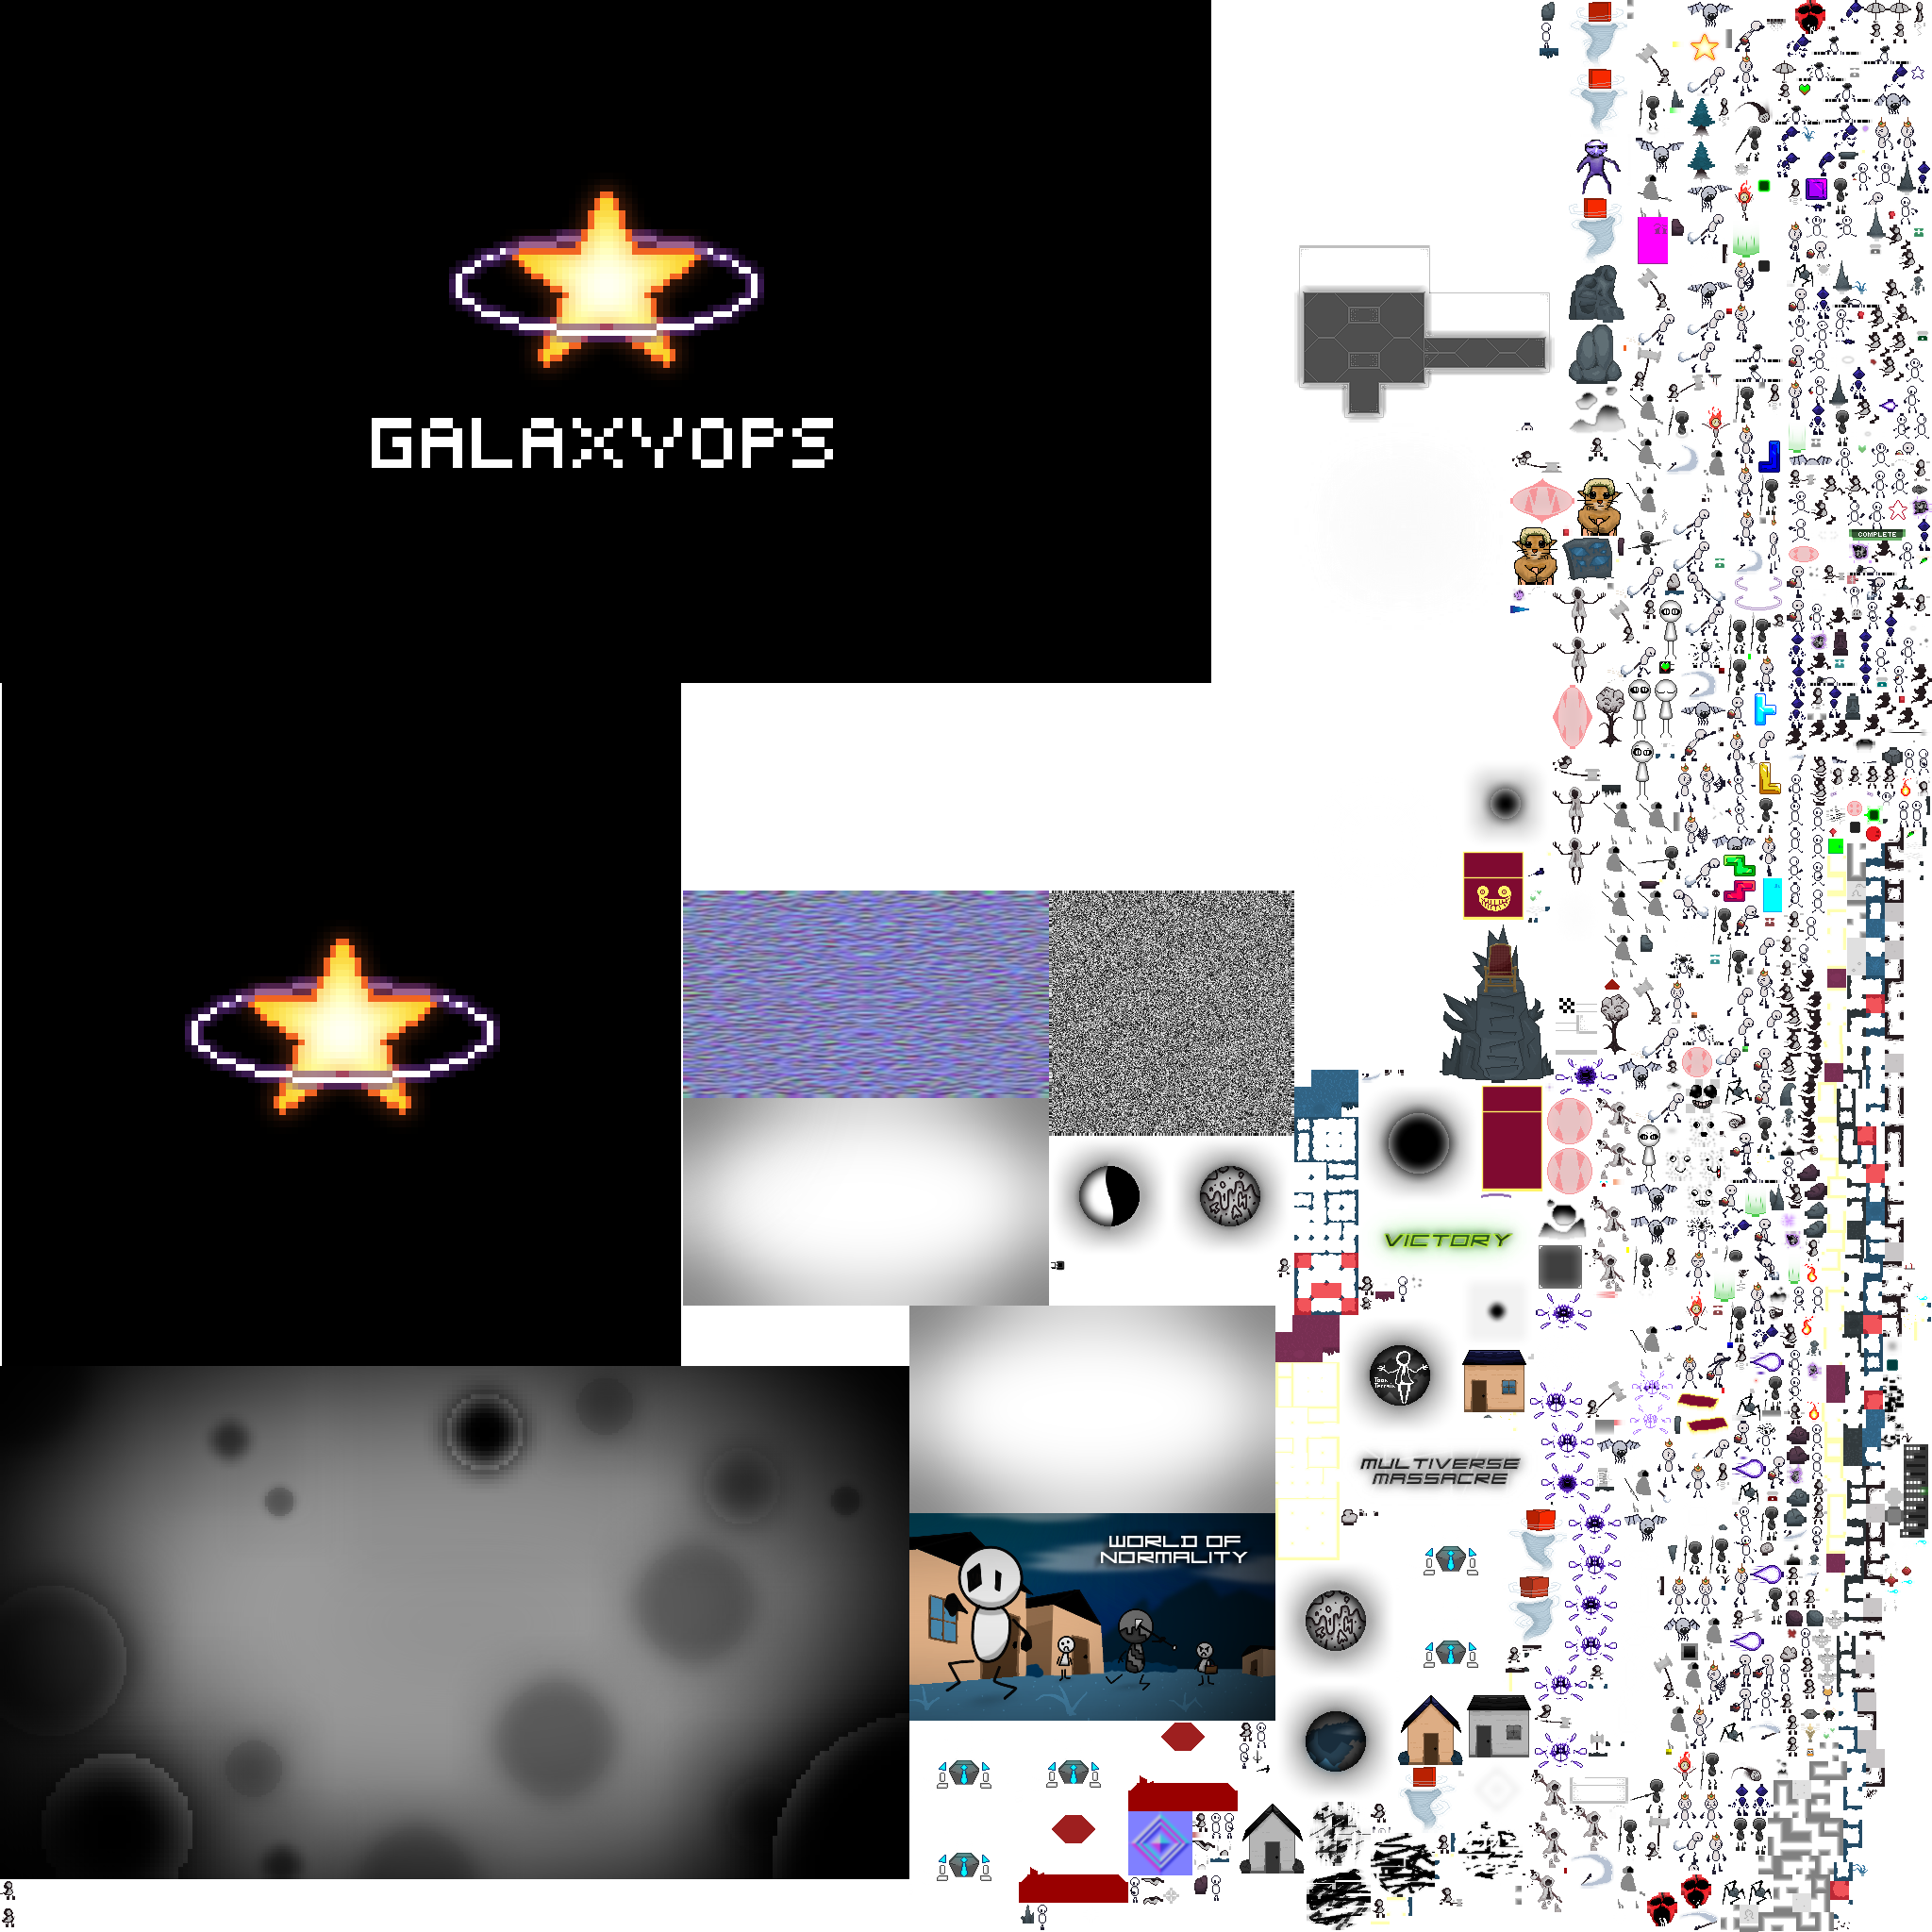 GALAXYOPS
COMPLETE
VICTORY
MULTIVERSE
MASSACRE
WORLD OF
NORMALITY